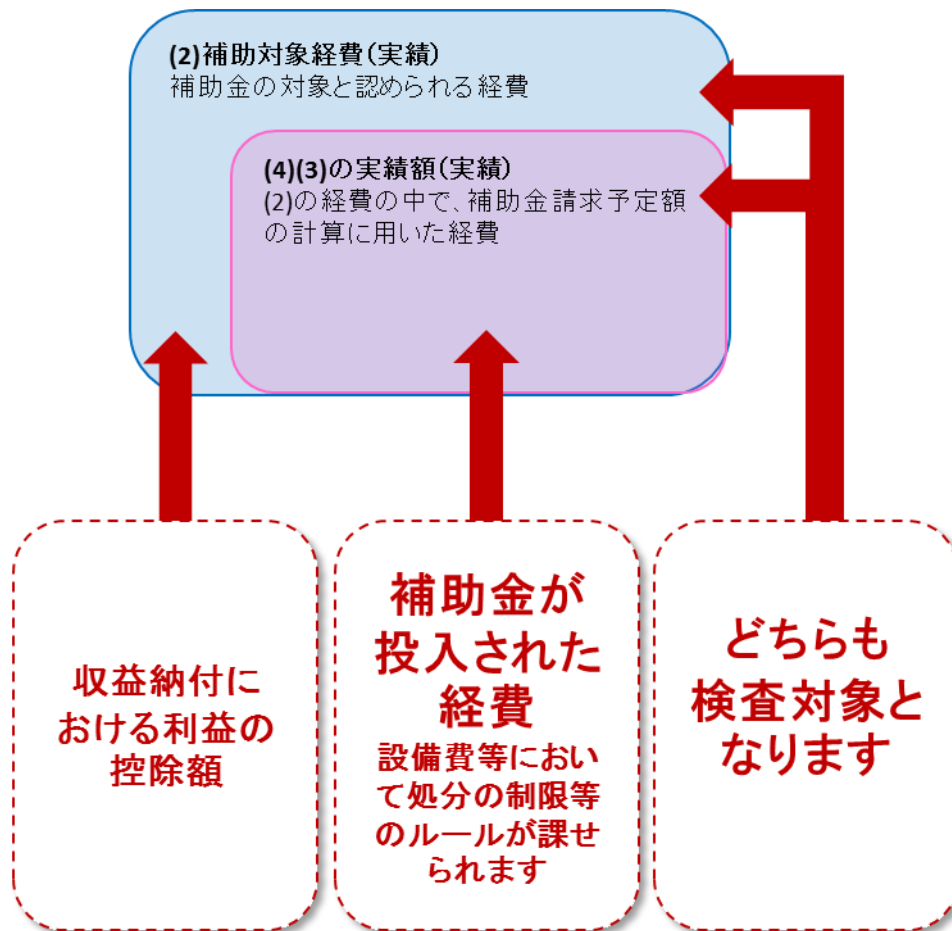 (2)補助対象経費(実績)
補助金の対象と認められる経費
(4)(3)の実績額(実績)
(2)の経費の中で、補助金請求予定額
の計算に用いた経費
収益納付に
おける利益の
控除額
補助金が
投入された
経費
設備費等におい
て処分の制限等
のルールが課せ
られます
どちらも
検査対象と
なります